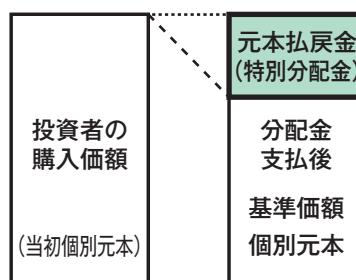 投資者の
購入価額
(当初個別元本)
元本払戻金
(特別分配金)
分配金
支払後
基準価額
個別元本